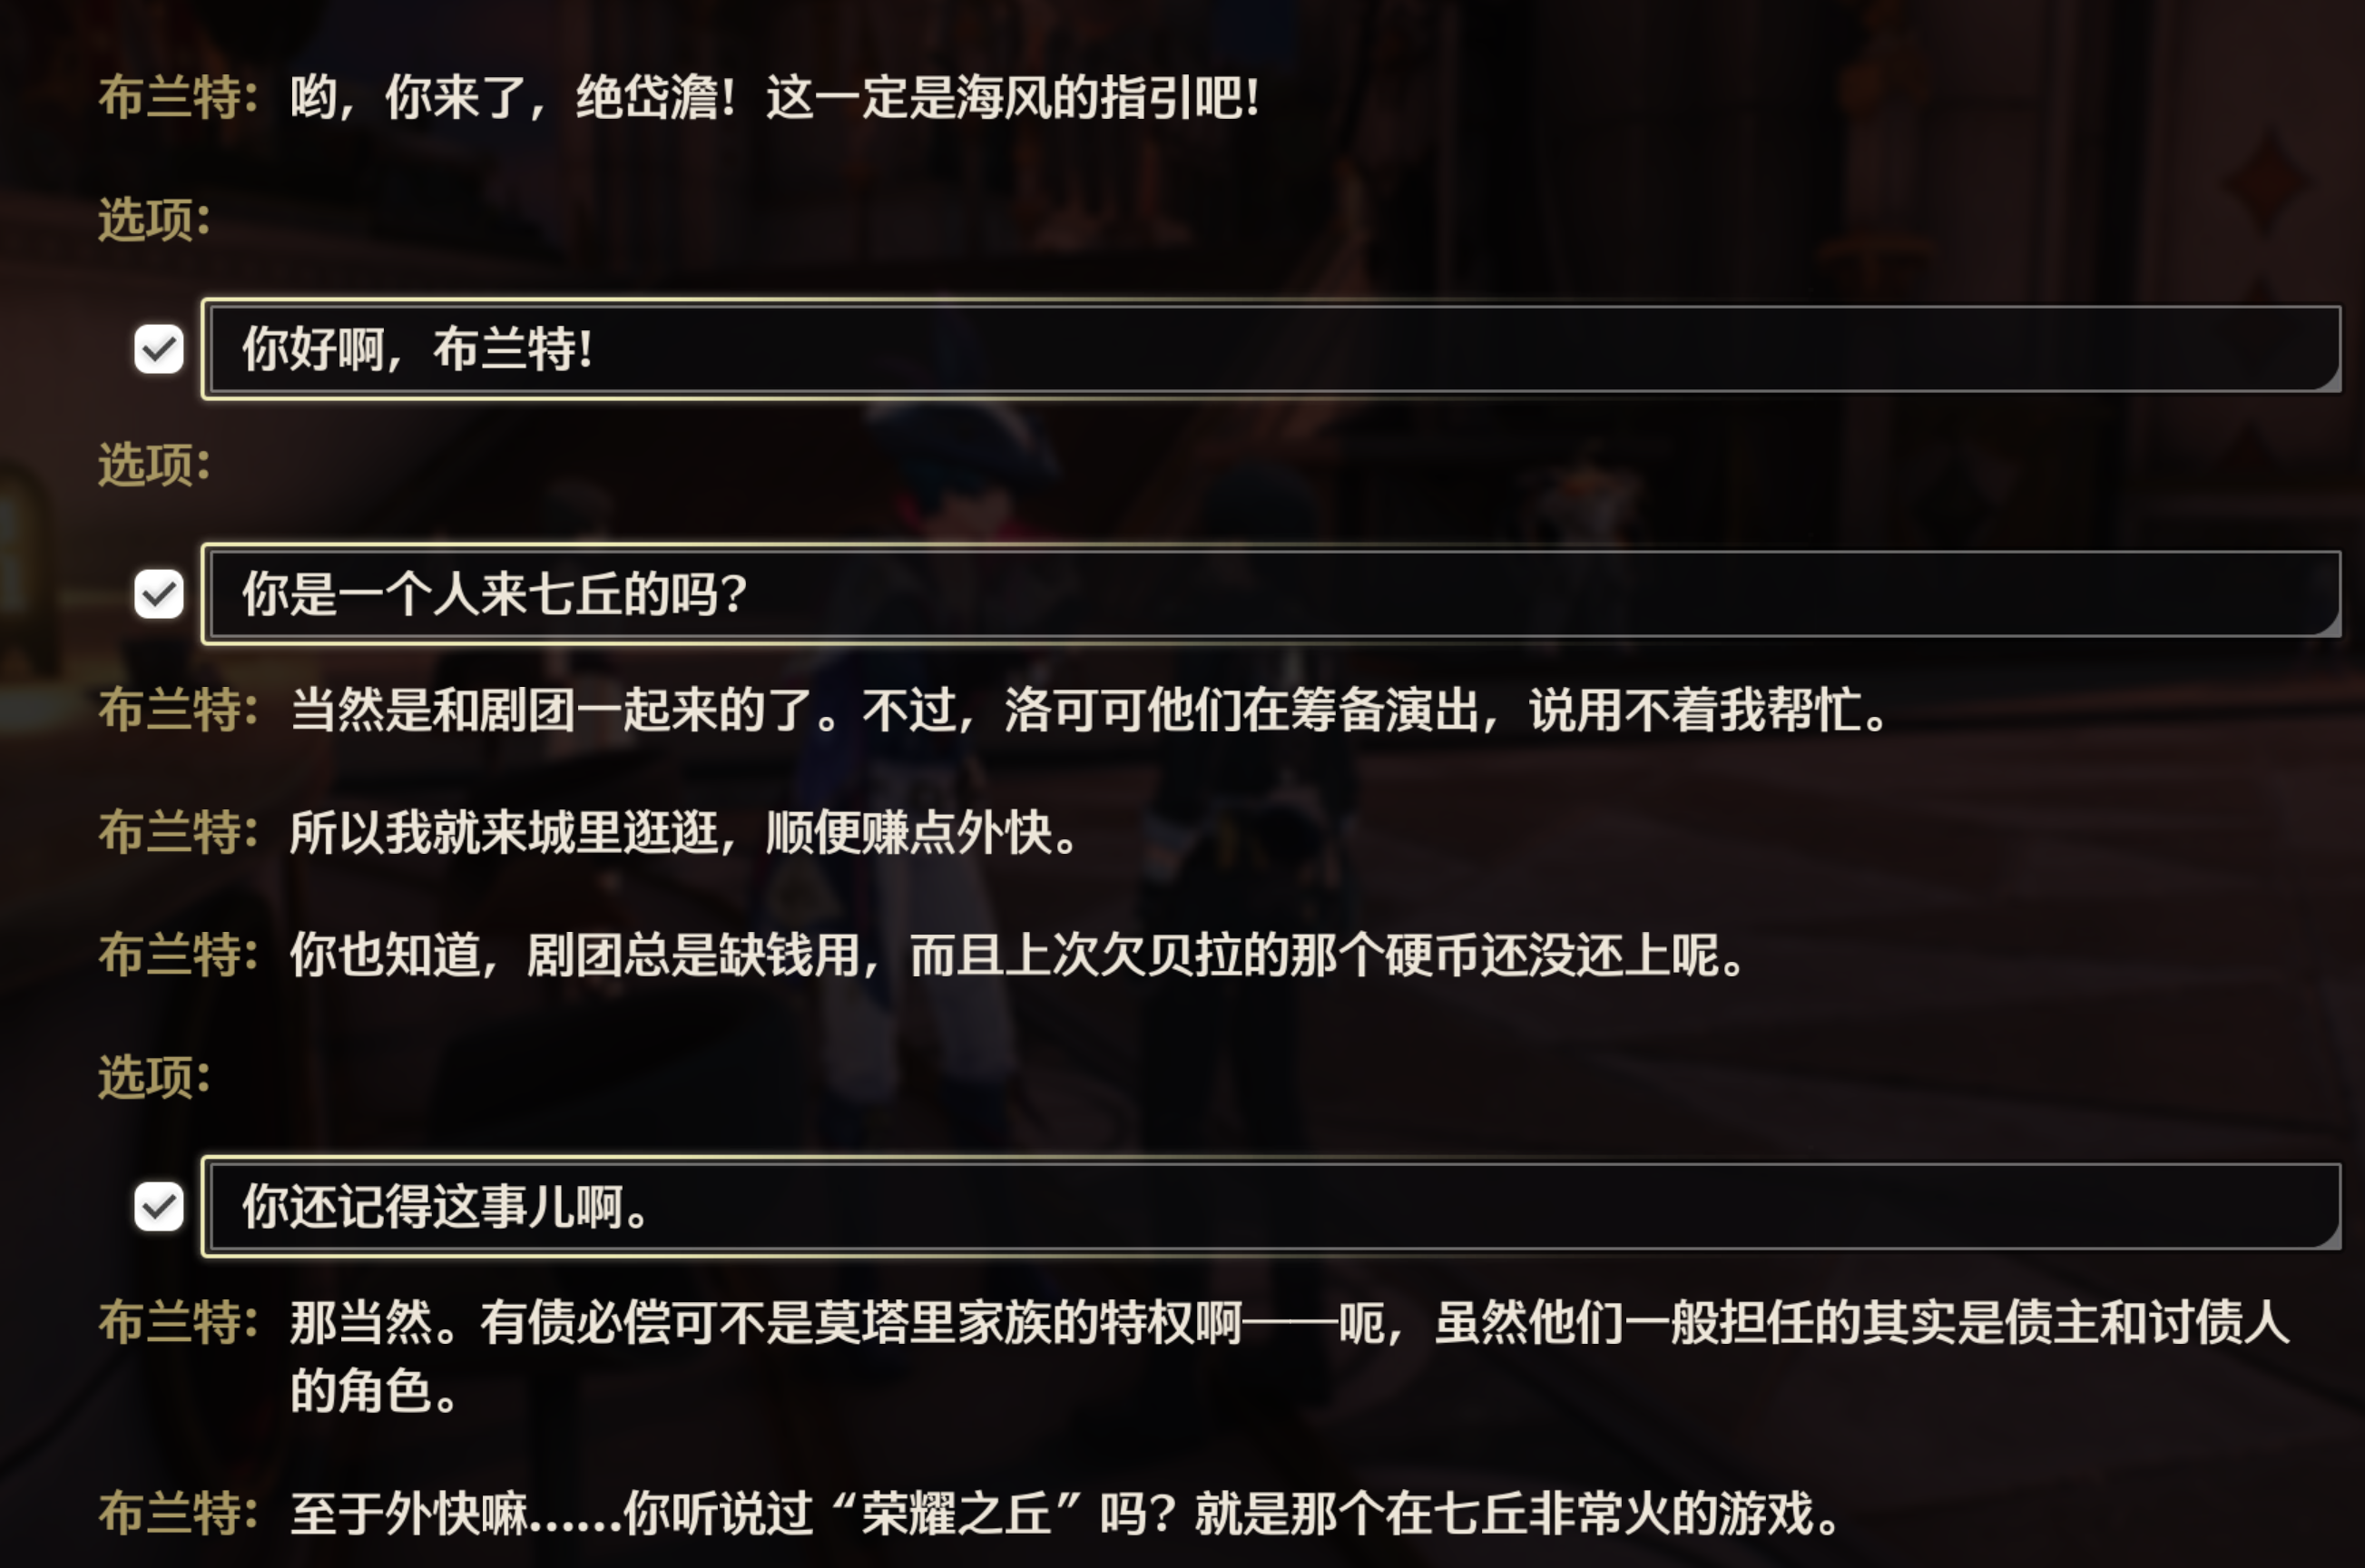 布兰特： 哟，你来了，绝岱澹！这一定是海风的指引吧！
选项：
你好啊，布兰特！
选项：
你是一个人来七丘的吗？
布兰特： 当然是和剧团一起来的了。不过，洛可可他们在筹备演出，说用不着我帮忙。
布兰特： 所以我就来城里逛逛，顺便赚点外快。
布兰特： 你也知道，剧团总是缺钱用，而且上次欠贝拉的那个硬币还没还上呢。
选项：
你还记得这事儿啊。
布兰特： 那当然。有债必偿可不是莫塔里家族的特权啊——呃，虽然他们一般担任的其实是债主和讨债人
的角色。
布兰特： 至于外快嘛……你听说过“荣耀之丘”吗？就是那个在七丘非常火的游戏。